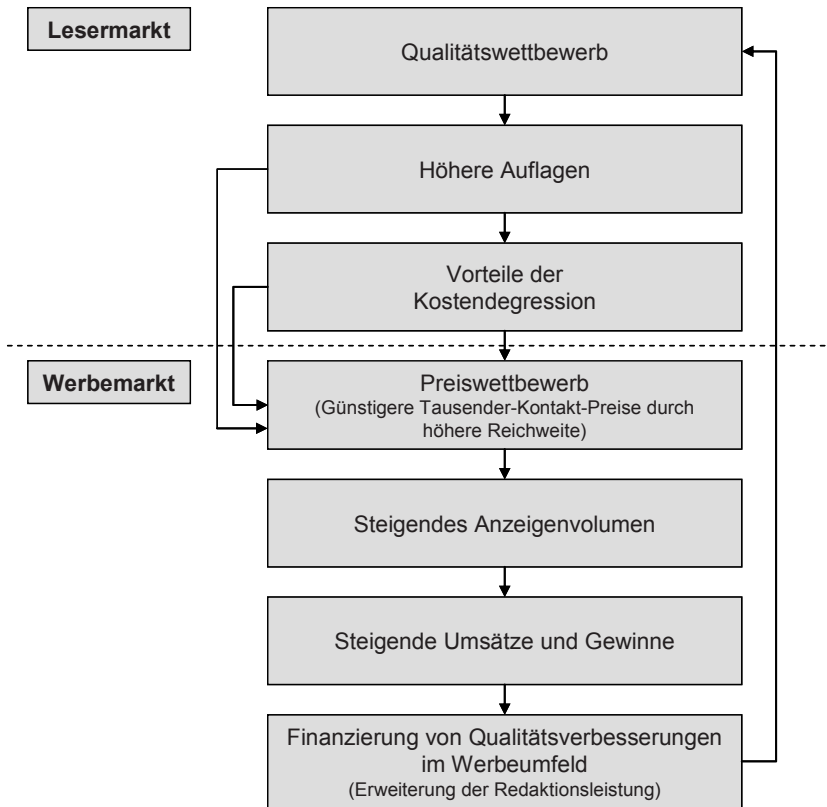 Lesermarkt
Qualitätswettbewerb
Höhere Auflagen
Vorteile der
Kostendegression
Werbemarkt
Preiswettbewerb
(Günstigere Tausender-Kontakt-Preise durch
höhere Reichweite)
Steigendes Anzeigenvolumen
Steigende Umsätze und Gewinne
Finanzierung von Qualitätsverbesserungen
im Werbeumfeld
(Erweiterung der Redaktionsleistung)